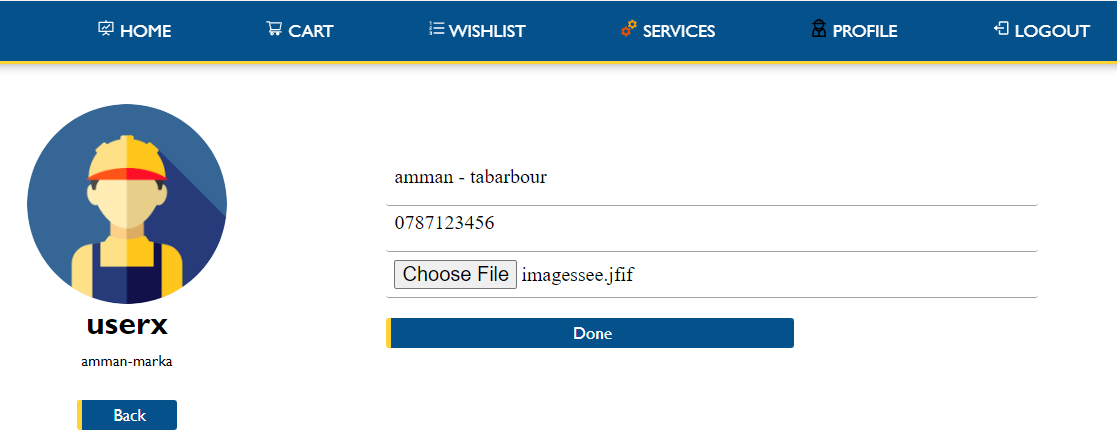 HOME CART WISHLIST SERVICES PROFILE LOGOUT
amman - tabarbour
0787123456
Choose File imagessee.jfif
Done
userx
amman-marka
Back